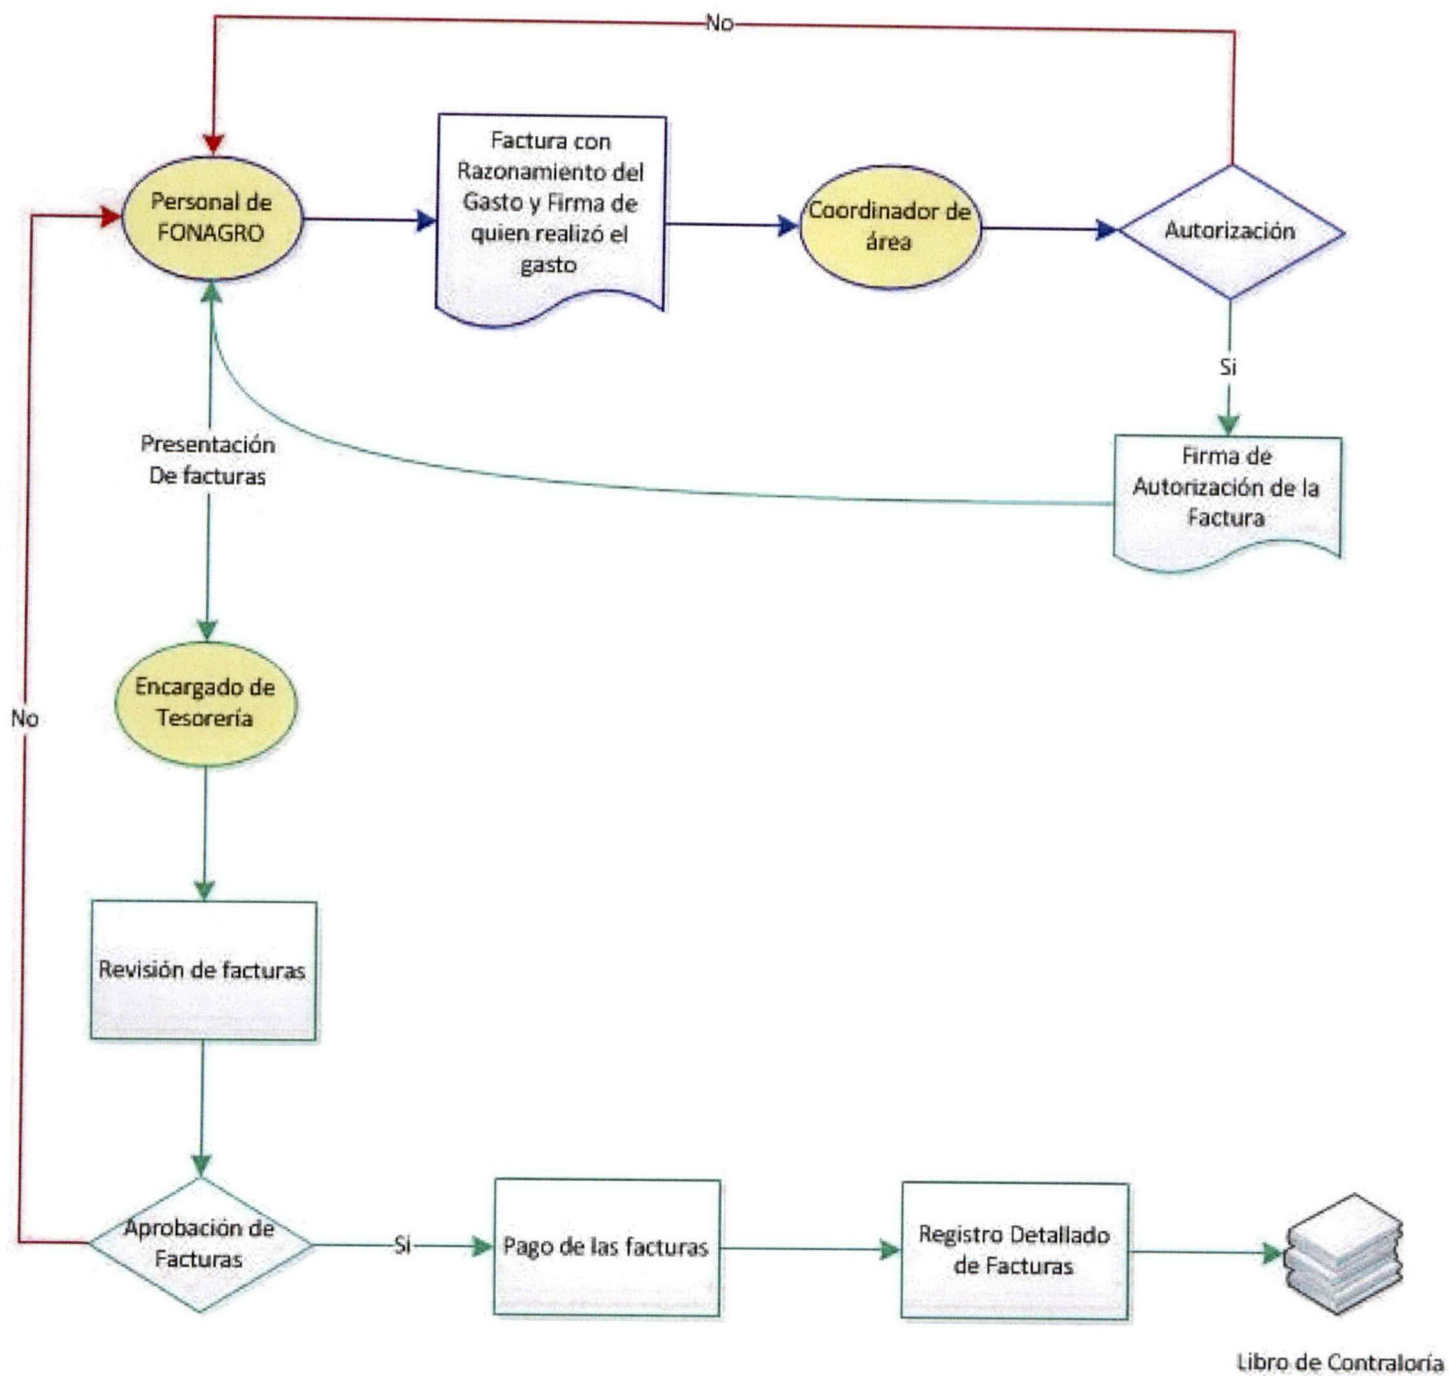 No
Personal de
FONAGRO
Factura con
Razonamiento del
Gasto y Firma de
quien realizó el
gasto
Coordinador de
área
Autorización
Si
Firma de
Autorización de la
Factura
Presentación
De facturas
Encargado de
Tesorería
No
Revisión de facturas
Aprobación de
Facturas
Si
Pago de las facturas
Registro Detallado
de Facturas
Libro de Contraloría